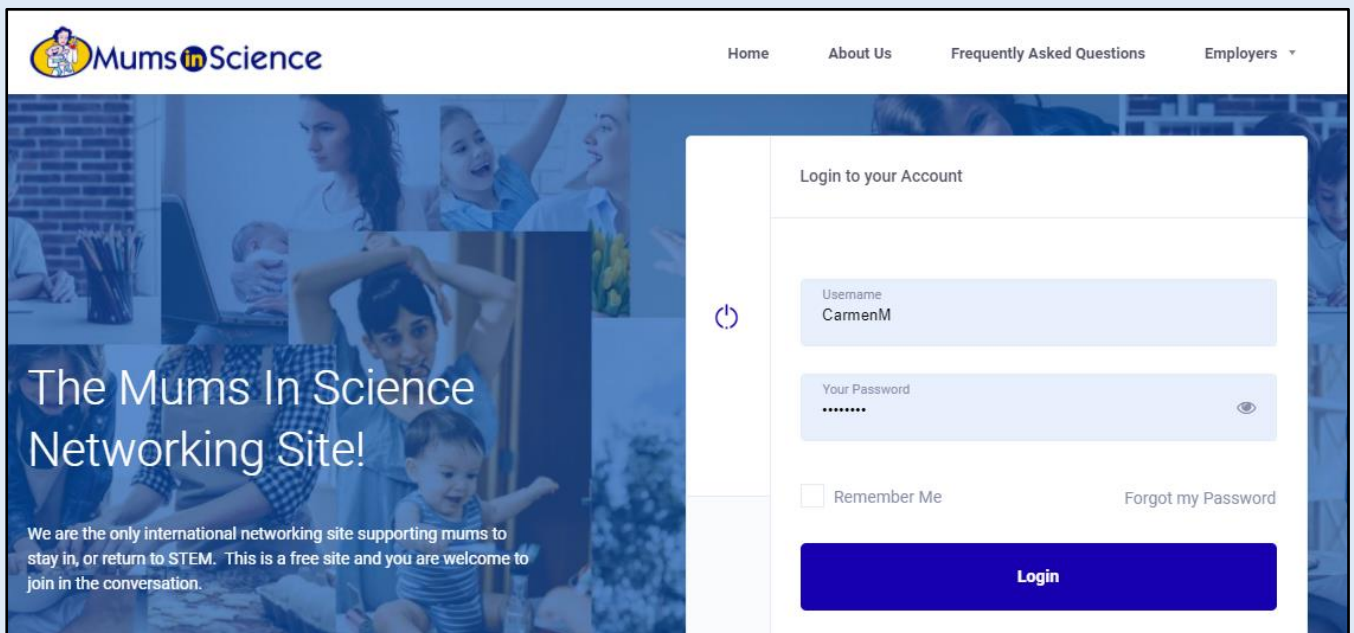 Mums in Science
Home About Us Frequently Asked Questions Employers
Login to your Account
Username
CarmenM
Your Password
••••••••
Remember Me Forgot my Password
Login
The Mums In Science
Networking Site!
We are the only international networking site supporting mums to
stay in, or return to STEM. This is a free site and you are welcome to
join in the conversation.